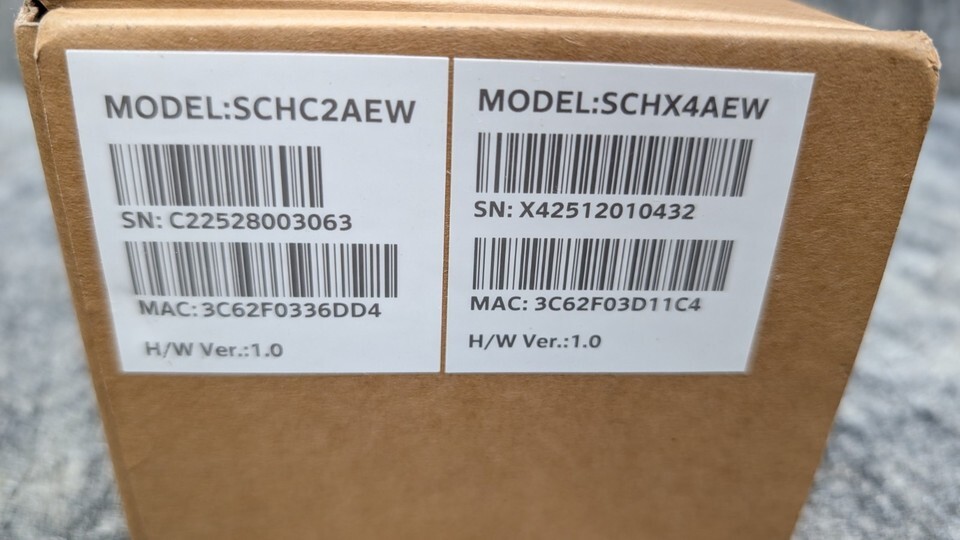 MODEL:SCHC2AEW
SN: C22528003063
MAC: 3C62F0336DD4
H/W Ver.:1.0
MODEL:SCHX4AEW
SN: X42512010432
MAC: 3C62F03D11C4
H/W Ver.:1.0